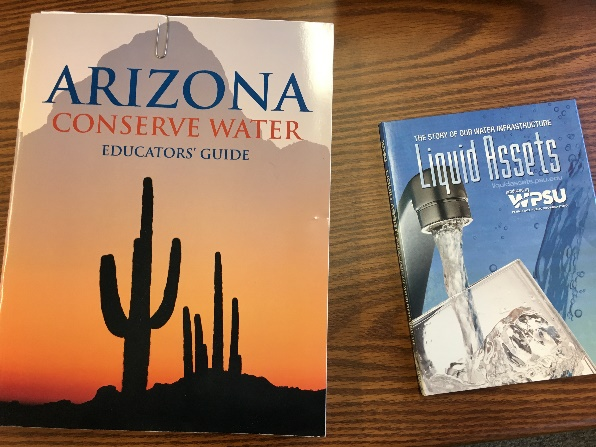 ARIZONA
CONSERVE WATER
EDUCATORS' GUIDE
THE STORY OF OUR WATER INFRASTRUCTURE
Liquid Assets
WPSU